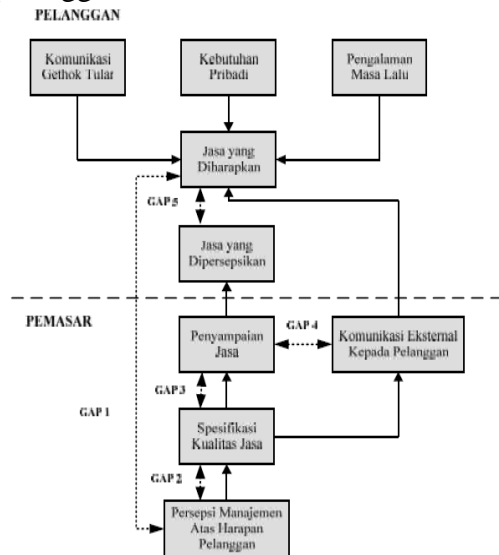 PELANGGAN
Komunikasi
Gethok Tular
Kebutuhan
Pribadi
Pengalaman
Masa Lalu
Jasa yang
Diharapkan
GAP 5
Jasa yang
Dipersepsikan
PEMASAR
Penyampaian
Jasa
GAP 4
Komunikasi Eksternal
Kepada Pelanggan
GAP 3
GAP 1
Spesifikasi
Kualitas Jasa
GAP 2
Persepsi Manajemen
Atas Harapan
Pelanggan